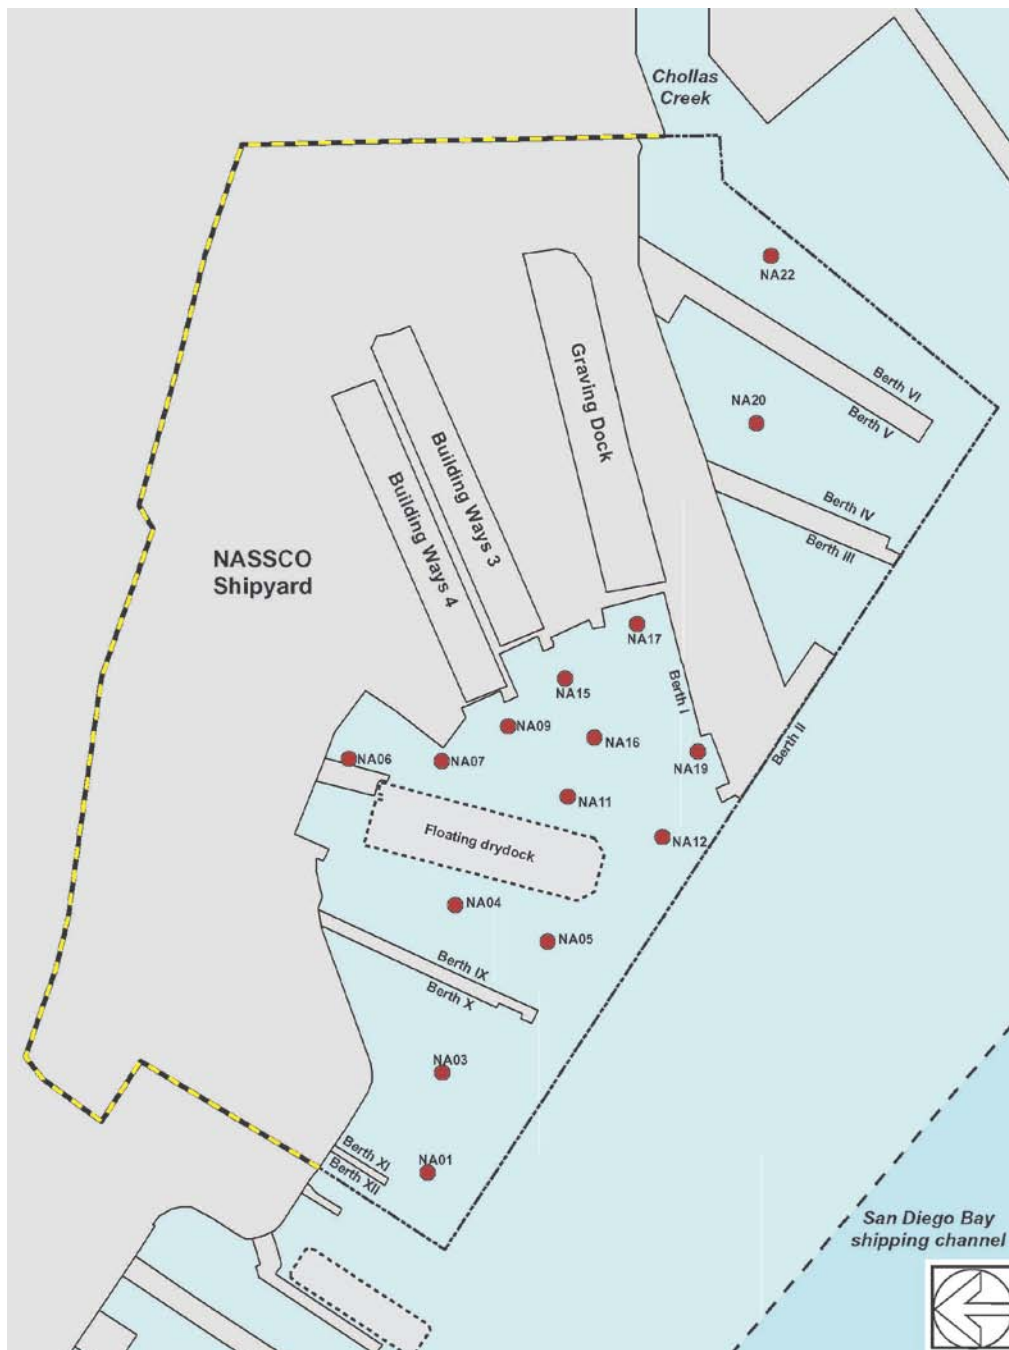 Chollas
Creek
NA22
Berth VI
NA20
Berth V
Graving Dock
Building Ways 3
Building Ways 4
Berth IV
Berth III
NASSCO
Shipyard
NA17
NA15
Berth I
NA09
NA16
Berth II
NA06
NA07
NA19
NA11
Floating drydock
NA12
NA04
NA05
Berth IX
Berth X
NA03
Berth XI
NA01
Berth XII
San Diego Bay
shipping channel